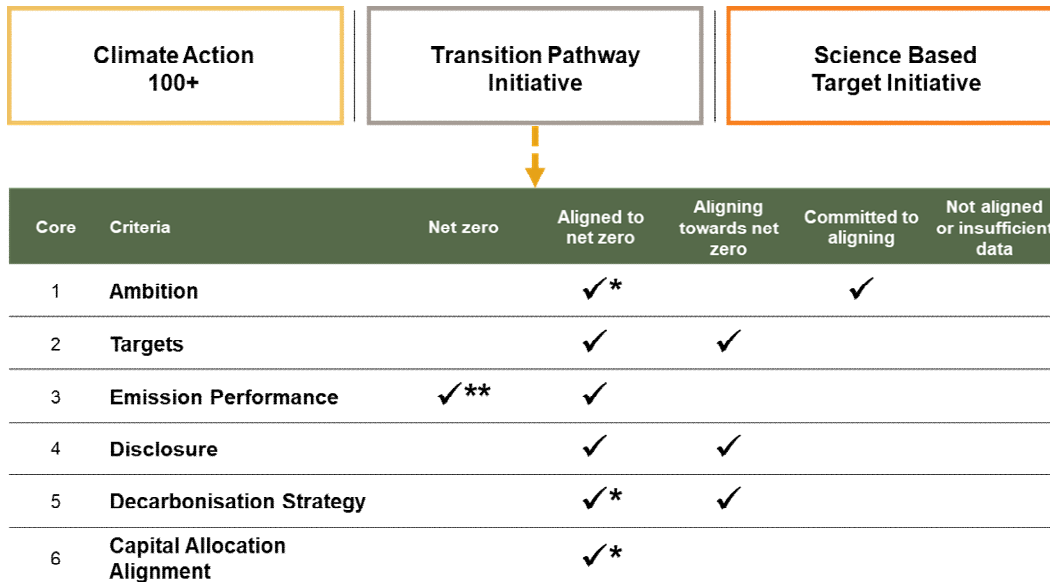 Climate Action
100+
Transition Pathway
Initiative
Science Based
Target Initiative
Core Criteria Net zero Aligned to net zero Aligning towards net zero Committed to aligning Not aligned or insufficient data
1 Ambition ✓* ✓
2 Targets ✓ ✓
3 Emission Performance ✓** ✓
4 Disclosure ✓ ✓
5 Decarbonisation Strategy ✓* ✓
6 Capital Allocation Alignment ✓*